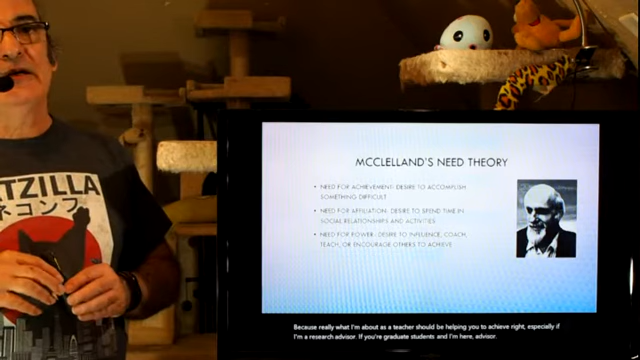 MCCLELLAND'S NEED THEORY
• NEED FOR ACHIEVEMENT: DESIRE TO ACCOMPLISH
SOMETHING DIFFICULT
• NEED FOR AFFILIATION: DESIRE TO SPEND TIME IN
SOCIAL RELATIONSHIPS AND ACTIVITIES
• NEED FOR POWER: DESIRE TO INFLUENCE, COACH,
TEACH, OR ENCOURAGE OTHERS TO ACHIEVE
ATZILLA
ネコンプ
Because really what I'm about as a teacher should be helping you to achieve right, especially if
I'm a research advisor. If you're graduate students and I'm here, advisor.